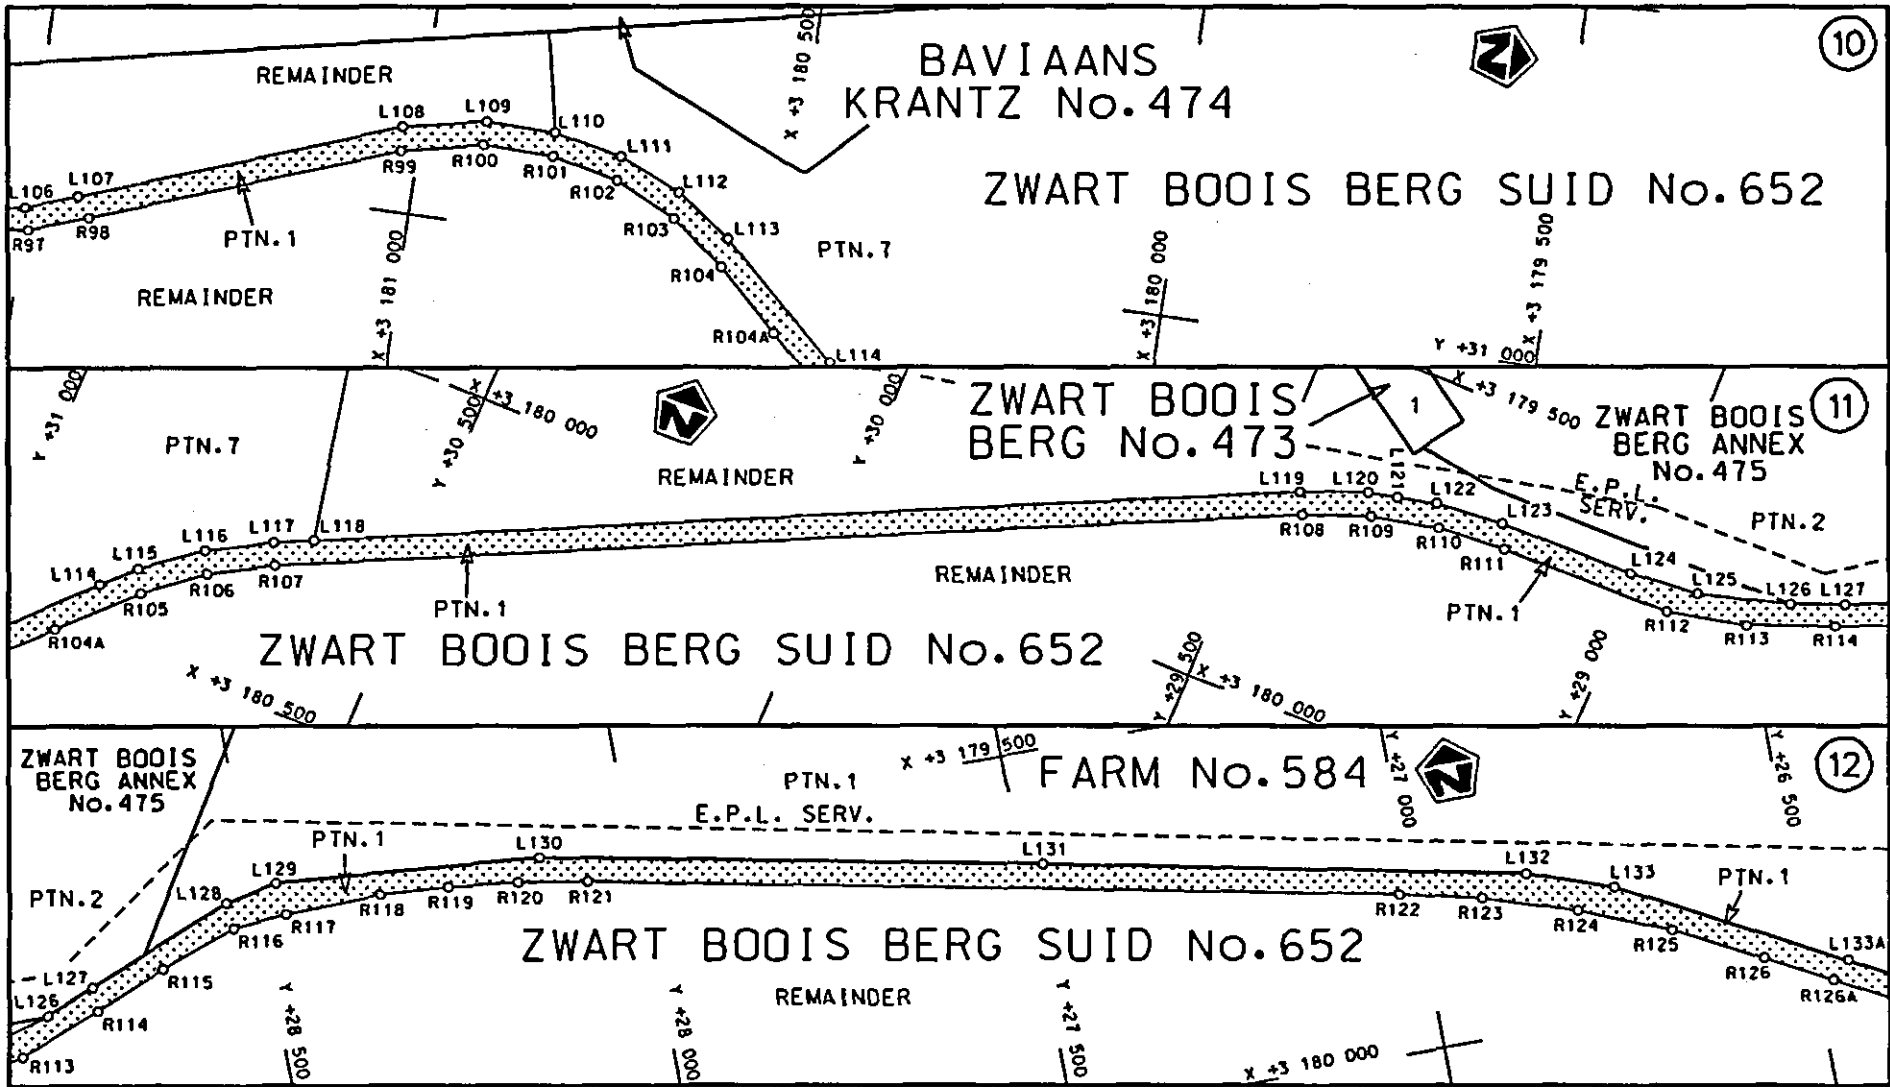 10
X +3 180 500
BAVIAANS
KRANTZ No.474
REMAINDER
L108
L109
L110
L111
L112
L113
L106
L107
R99
R100
R101
R102
R103
R104
R104A
L114
R97
R98
PTN.1
PTN.7
REMAINDER
ZWART BOOIS BERG SUID No.652
X +3 181 000
X +3 180 000
X +3 179 500
Y +31 000
11
Y +31 000
Y +30 500
X +3 180 000
Y +30 000
PTN.7
REMAINDER
ZWART BOOIS
BERG No.473
1
X +3 179 500
ZWART BOOIS
BERG ANNEX
No.475
E.P.L.
SERV.
PTN.2
L114
L115
L116
L117
L118
L119
L120
L121
L122
L123
L124
L125
L126
L127
R104A
R105
R106
R107
R108
R109
R110
R111
R112
R113
R114
PTN.1
REMAINDER
PTN.1
ZWART BOOIS BERG SUID No.652
X +3 180 500
Y +29 500
X +3 180 000
Y +29 000
12
ZWART BOOIS
BERG ANNEX
No.475
PTN.1
X +3 179 500
FARM No.584
Y +27 000
Y +26 500
E.P.L. SERV.
PTN.1
PTN.1
PTN.2
L126
L127
L128
L129
L130
L131
L132
L133
L133A
R113
R114
R115
R116
R117
R118
R119
R120
R121
R122
R123
R124
R125
R126
R126A
ZWART BOOIS BERG SUID No.652
REMAINDER
Y +28 500
Y +28 000
Y +27 500
X +3 180 000